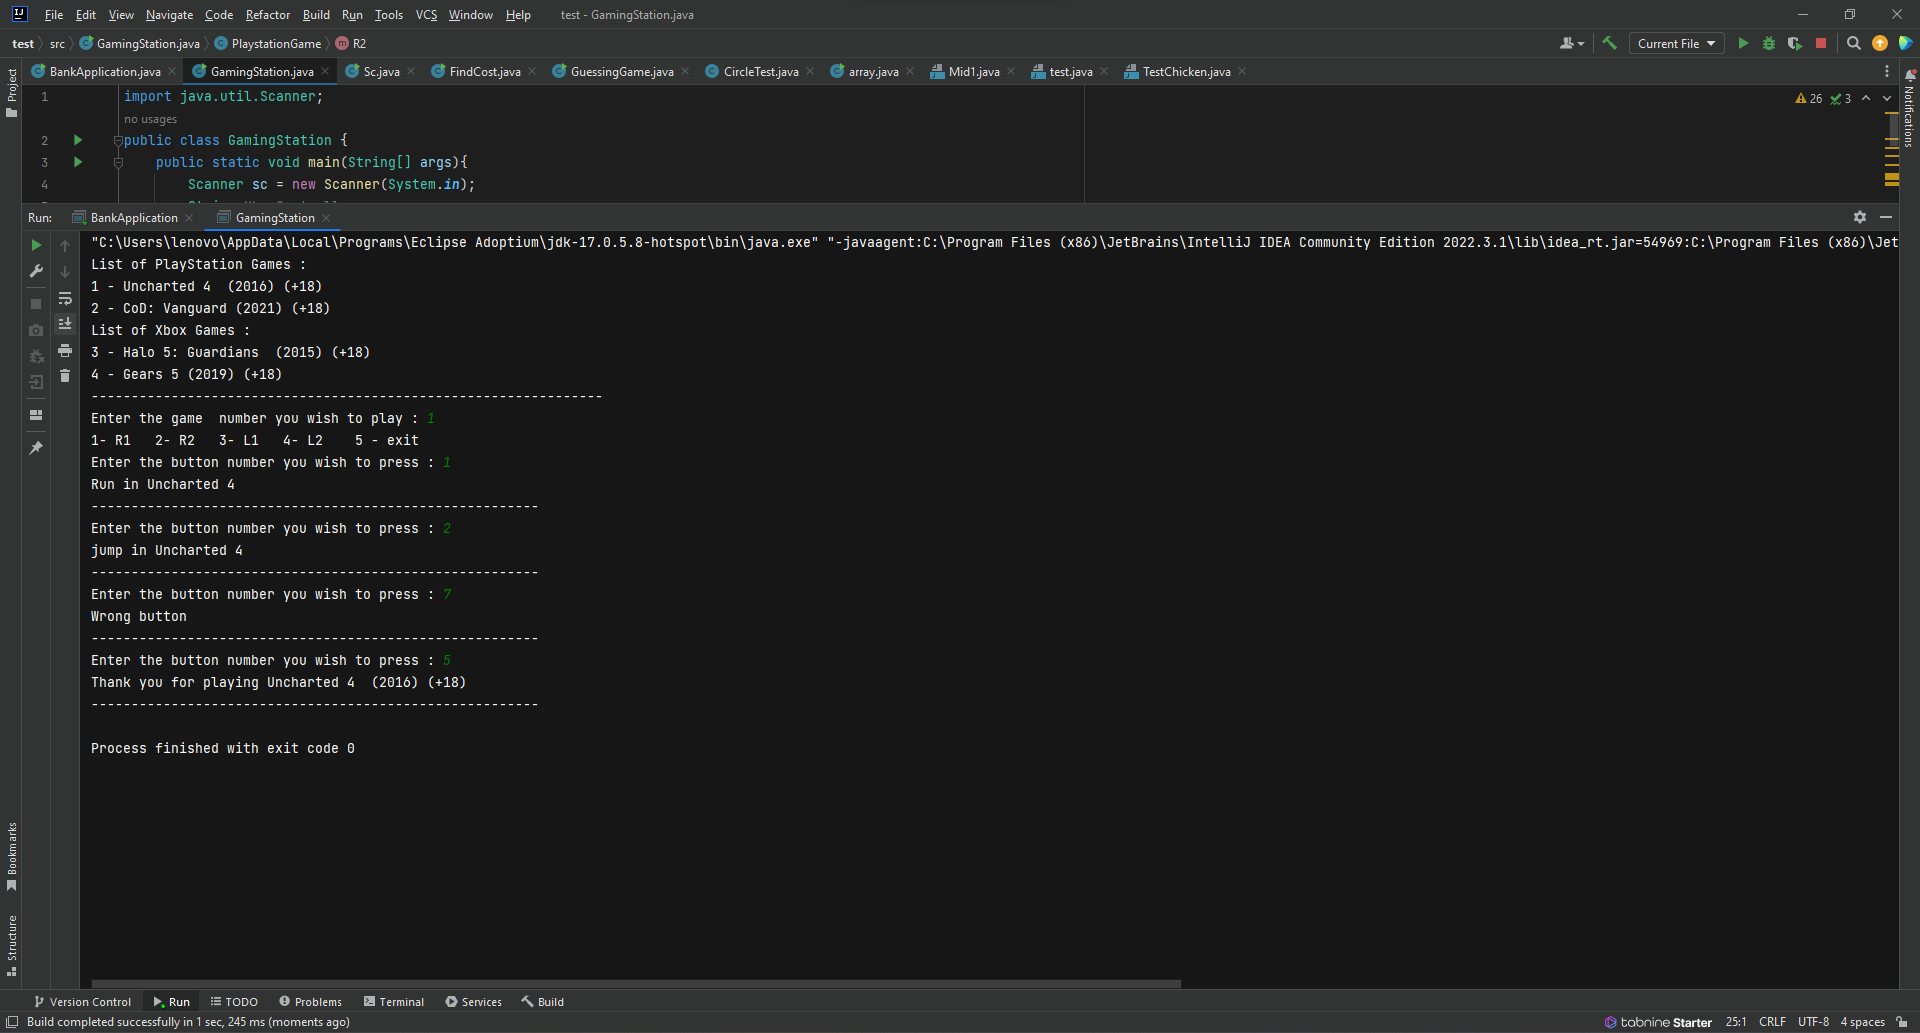 File Edit View Navigate Code Refactor Build Run Tools VCS Window Help test - GamingStation.java
test src GamingStation.java PlaystationGame m R2 Current File
BankApplication.java GamingStation.java Sc.java FindCost.java GuessingGame.java CircleTest.java array.java Mid1.java test.java TestChicken.java
Project
Notifications
1 import java.util.Scanner; 26 3
no usages
2 public class GamingStation {
3 public static void main(String[] args){
4 Scanner sc = new Scanner(System.in);
Run: BankApplication GamingStation
"C:\Users\lenovo\AppData\Local\Programs\Eclipse Adoptium\jdk-17.0.5.8-hotspot\bin\java.exe" "-javaagent:C:\Program Files (x86)\JetBrains\IntelliJ IDEA Community Edition 2022.3.1\lib\idea_rt.jar=54969:C:\Program Files (x86)\Jet
List of PlayStation Games :
1 - Uncharted 4  (2016) (+18)
2 - CoD: Vanguard (2021) (+18)
List of Xbox Games :
3 - Halo 5: Guardians  (2015) (+18)
4 - Gears 5 (2019) (+18)
----------------------------------------------------------------
Enter the game  number you wish to play : 1
1- R1   2- R2   3- L1   4- L2    5 - exit
Enter the button number you wish to press : 1
Run in Uncharted 4
--------------------------------------------------------
Enter the button number you wish to press : 2
jump in Uncharted 4
--------------------------------------------------------
Enter the button number you wish to press : 7
Wrong button
--------------------------------------------------------
Enter the button number you wish to press : 5
Thank you for playing Uncharted 4  (2016) (+18)
--------------------------------------------------------
Process finished with exit code 0
Bookmarks
Structure
Version Control Run TODO Problems Terminal Services Build
Build completed successfully in 1 sec, 245 ms (moments ago) tabnine Starter 25:1 CRLF UTF-8 4 spaces